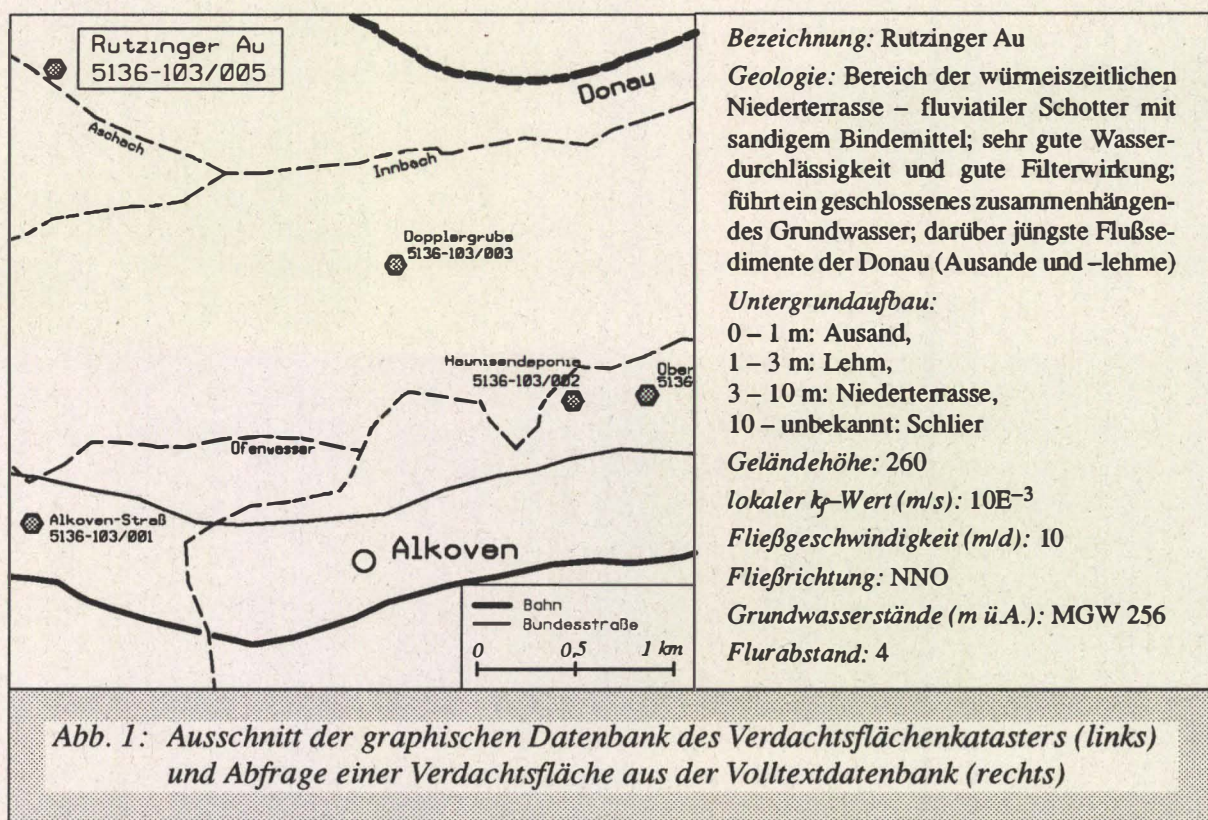 Rutzinger Au
5136-103/005
Donau
Aschach
Innbach
Dopplergrube
5136-103/003
Haunisendeponie
5136-103/002
Ober
5136-
Ofenwasser
Alkoven-Straß
5136-103/001
Alkoven
Bahn
Bundesstraße
0 0,5 1 km
Bezeichnung: Rutzinger Au
Geologie: Bereich der würmeiszeitlichen
Niederterrasse – fluviatiler Schotter mit
sandigem Bindemittel; sehr gute Wasser-
durchlässigkeit und gute Filterwirkung;
führt ein geschlossenes zusammenhängen-
des Grundwasser; darüber jüngste Flußse-
dimente der Donau (Ausande und –lehme)
Untergrundaufbau:
0 – 1 m: Ausand,
1 – 3 m: Lehm,
3 – 10 m: Niederterrasse,
10 – unbekannt: Schlier
Geländehöhe: 260
lokaler kf–Wert (m/s): 10E⁻³
Fließgeschwindigkeit (m/d): 10
Fließrichtung: NNO
Grundwasserstände (m ü.A.): MGW 256
Flurabstand: 4
Abb. 1: Ausschnitt der graphischen Datenbank des Verdachtsflächenkatasters (links)
und Abfrage einer Verdachtsfläche aus der Volltextdatenbank (rechts)